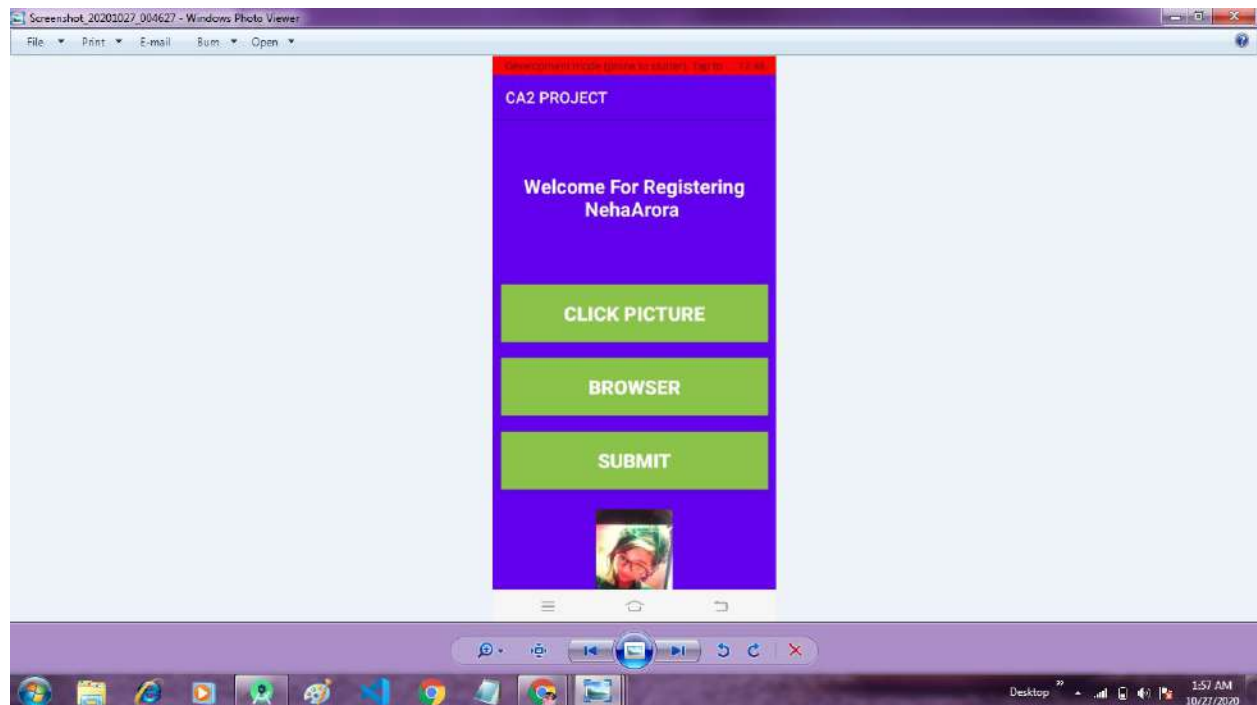 Screenshot_20201027_004627 - Windows Photo Viewer
File Print E-mail Burn Open
CA2 PROJECT
Welcome For Registering
NehaArora
CLICK PICTURE
BROWSER
SUBMIT
Desktop
1:57 AM
10/27/2020